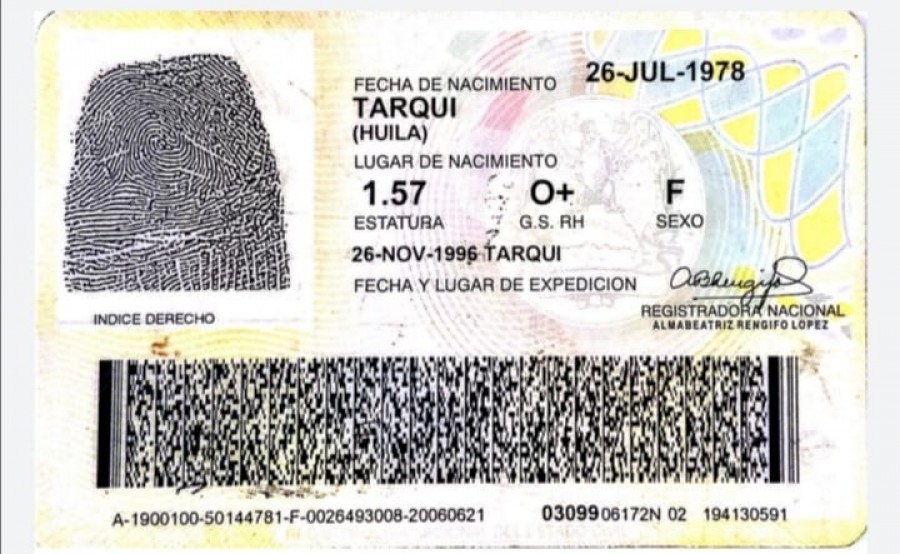 FECHA DE NACIMIENTO 26-JUL-1978
TARQUI
(HUILA)
LUGAR DE NACIMIENTO
1.57 O+ F
ESTATURA G.S. RH SEXO
26-NOV-1996 TARQUI
FECHA Y LUGAR DE EXPEDICION
INDICE DERECHO
REGISTRADORA NACIONAL
ALMABEATRIZ RENGIFO LOPEZ
A-1900100-50144781-F-0026493008-20060621 0309906172N 02 194130591